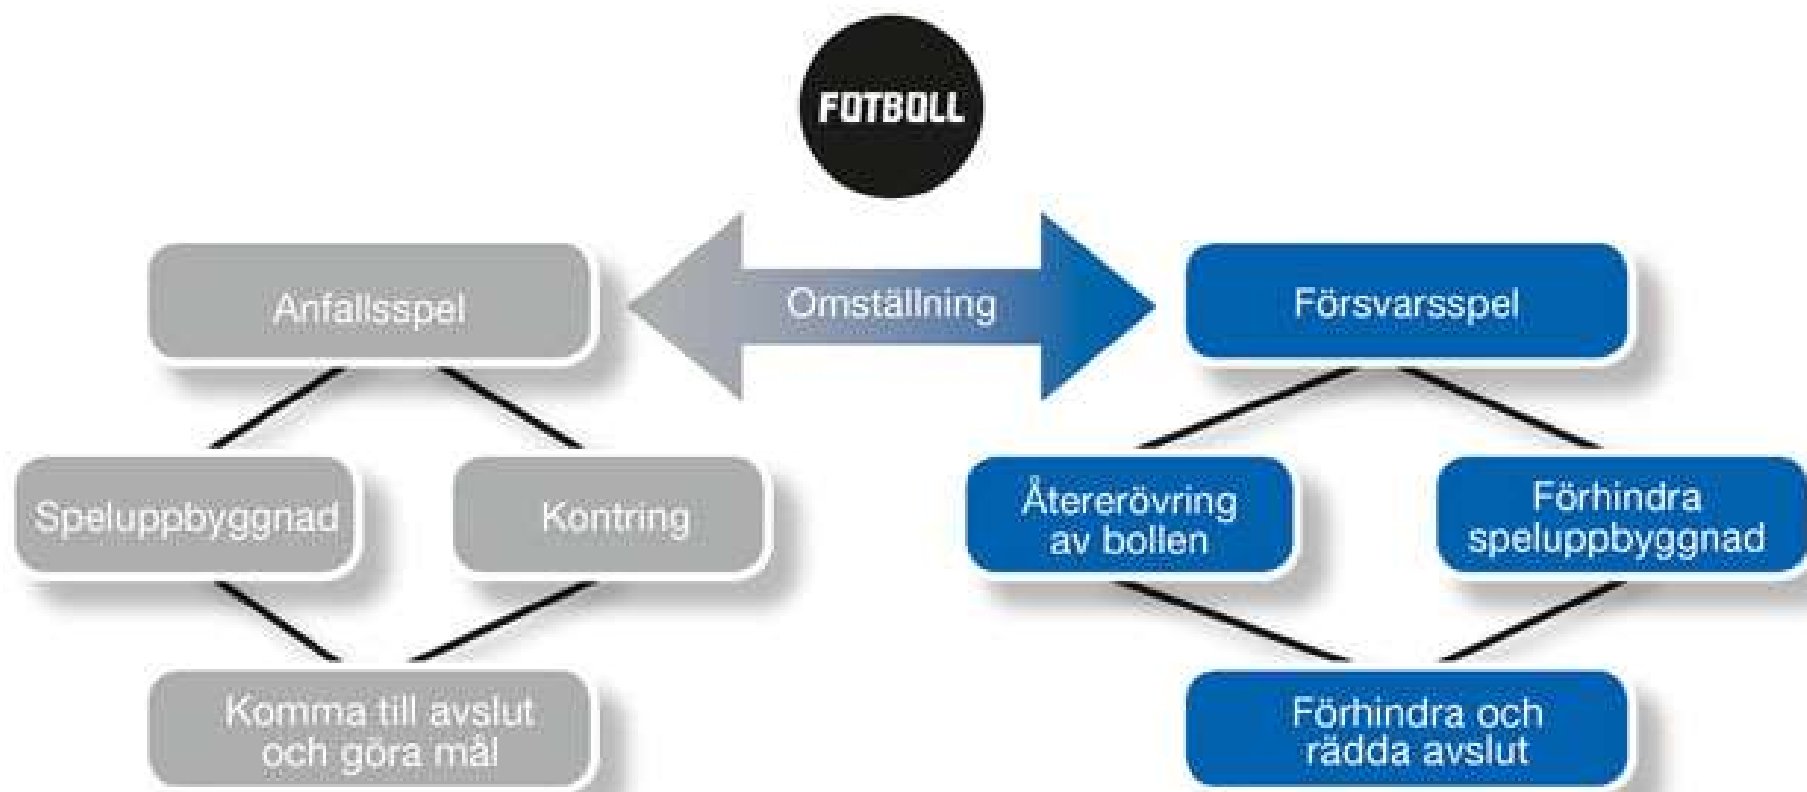 FOTBOLL
Anfallsspel
Omställning
Försvarsspel
Speluppbyggnad
Kontring
Återerövring
av bollen
Förhindra
speluppbyggnad
Komma till avslut
och göra mål
Förhindra och
rädda avslut